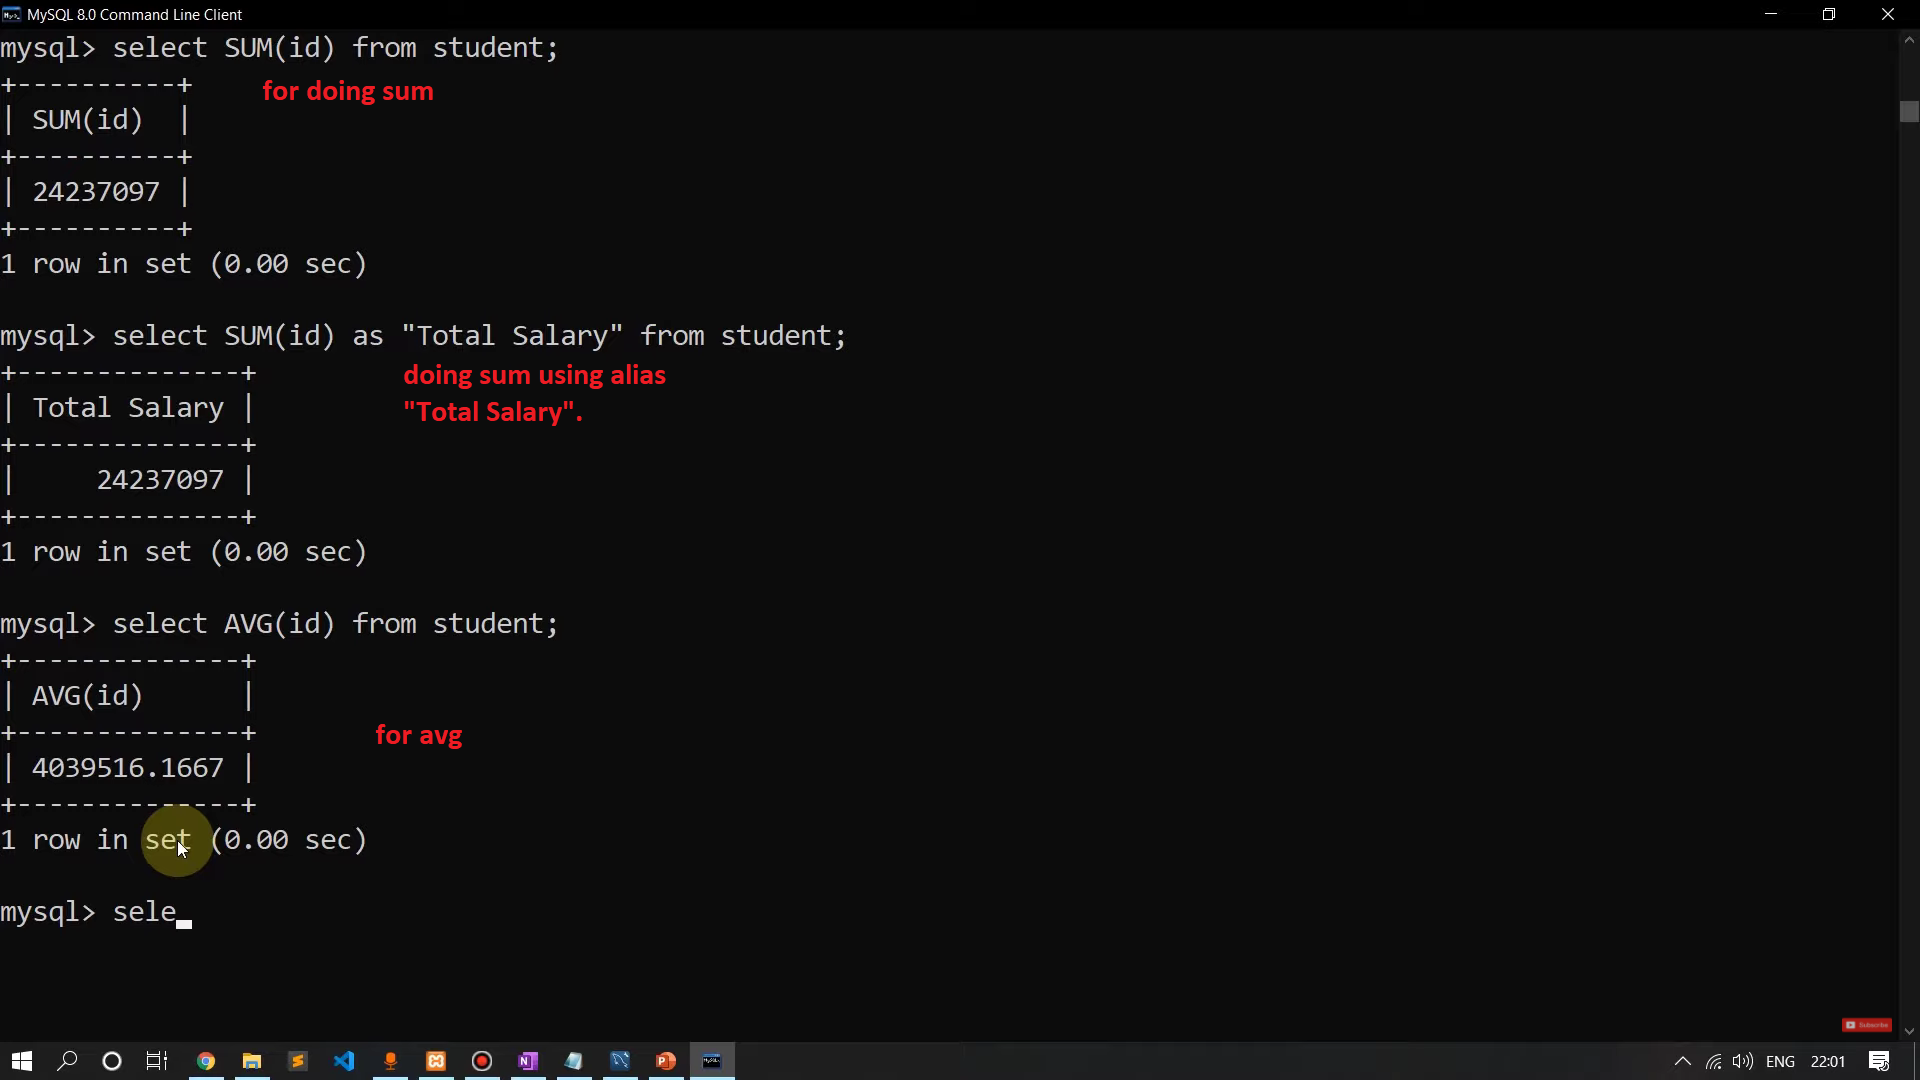 MySQL 8.0 Command Line Client
mysql> select SUM(id) from student;
+----------+
for doing sum
| SUM(id)  |
+----------+
| 24237097 |
+----------+
1 row in set (0.00 sec)
mysql> select SUM(id) as "Total Salary" from student;
+--------------+
doing sum using alias
| Total Salary |
"Total Salary".
+--------------+
|     24237097 |
+--------------+
1 row in set (0.00 sec)
mysql> select AVG(id) from student;
+--------------+
| AVG(id)      |
+--------------+
for avg
| 4039516.1667 |
+--------------+
1 row in set (0.00 sec)
mysql> sele_
Subscribe
ENG 22:01